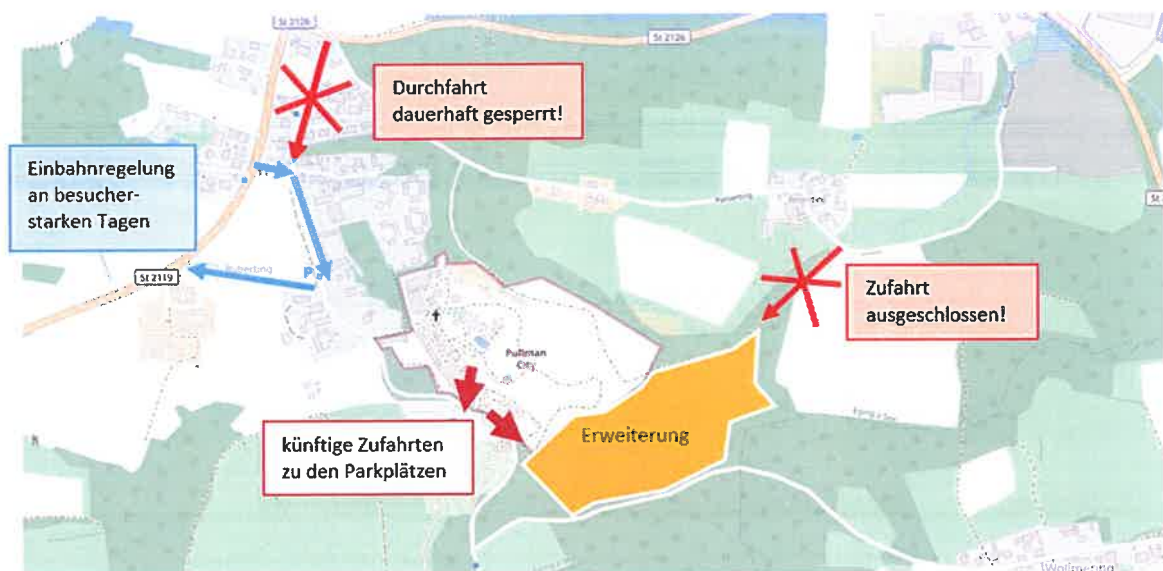 St 2126
St 2126
Durchfahrt
dauerhaft gesperrt!
Einbahnregelung
an besucher-
starken Tagen
St 2119
P
Zufahrt
ausgeschlossen!
Pullman
City
künftige Zufahrten
zu den Parkplätzen
Erweiterung